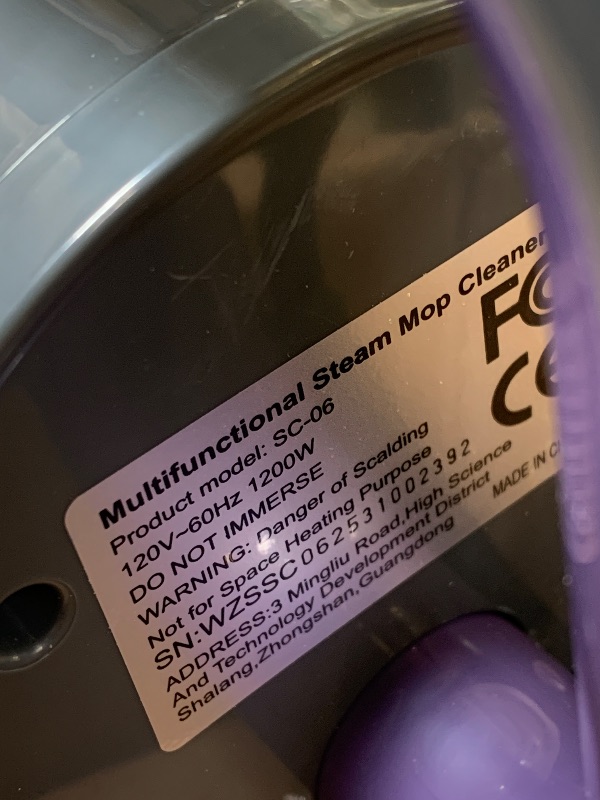 Multifunctional Steam Mop Cleaner
Product model: SC-06
120V~60Hz 1200W
DO NOT IMMERSE
WARNING: Danger of Scalding
Not for Space Heating Purpose
SN:WZSSC062531002392
ADDRESS:3 Mingliu Road,High Science
And Technology Development District
Shalang,Zhongshan,Guangdong
FC
CE
MADE IN